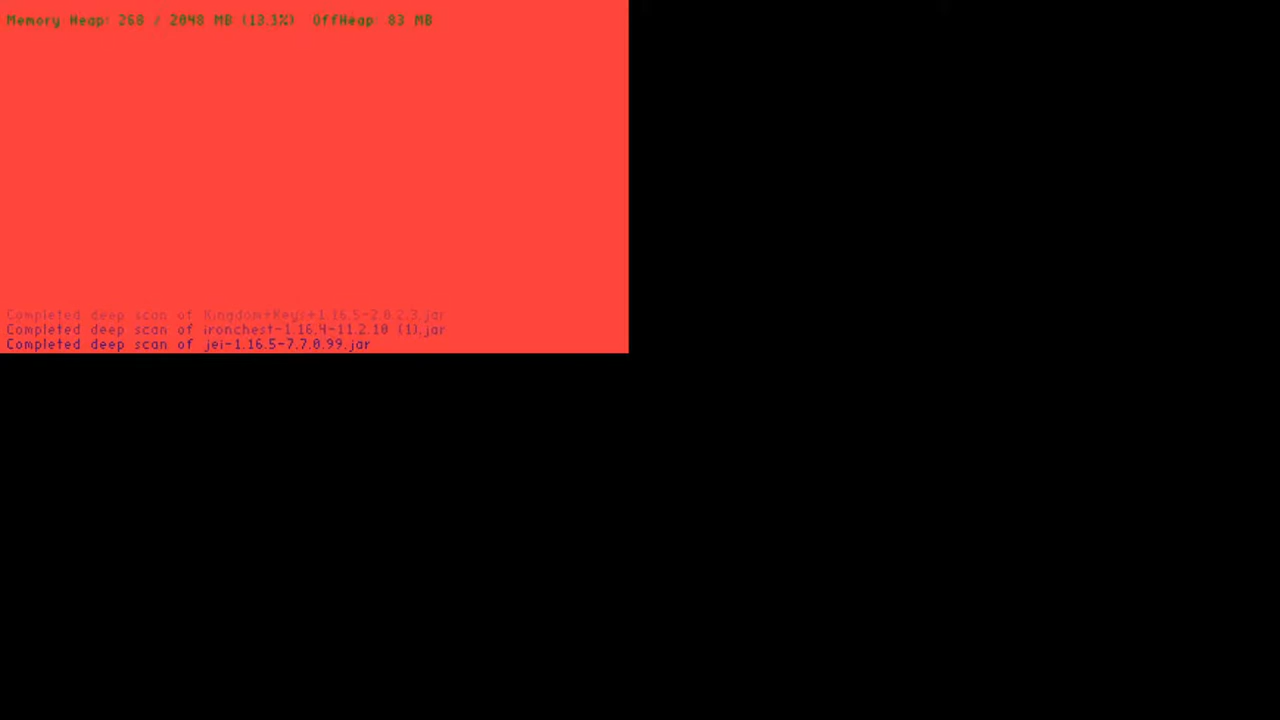 Memory Heap: 268 / 2048 MB (13.1%)  OffHeap: 83 MB
Completed deep scan of Kingdom+Keys+1.16.5-2.0.2.3.jar
Completed deep scan of ironchest-1.16.4-11.2.10 (1).jar
Completed deep scan of jei-1.16.5-7.7.0.99.jar